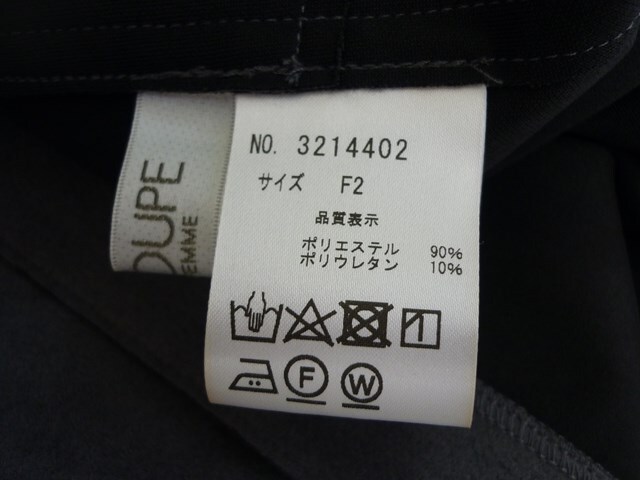 NO. 3214402
サイズ F2
品質表示
ポリエステル 90%
ポリウレタン 10%
F
W
OUPE
EMME